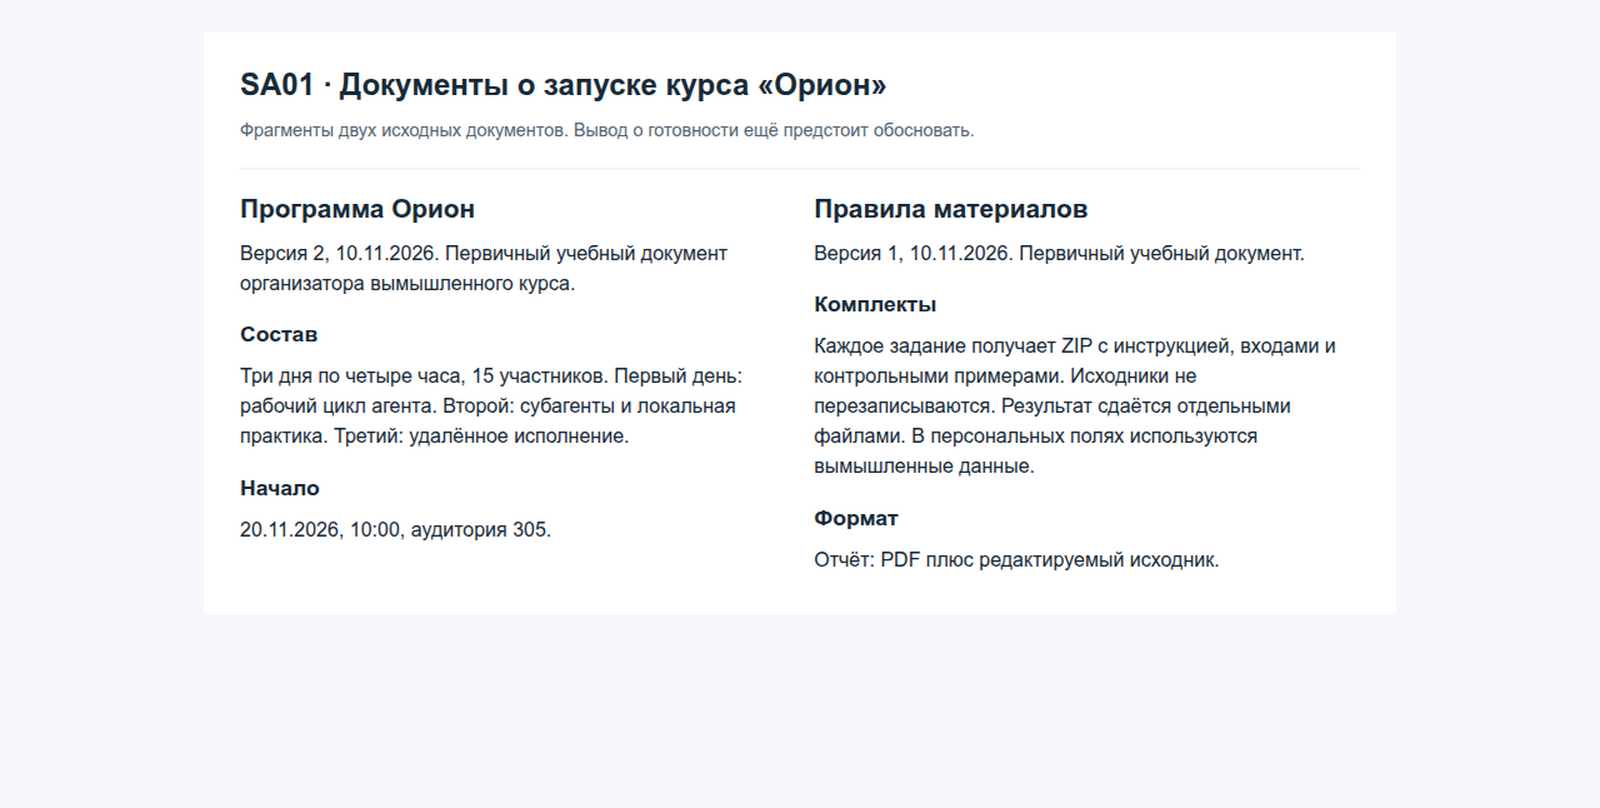 SA01 · Документы о запуске курса «Орион»
Фрагменты двух исходных документов. Вывод о готовности ещё предстоит обосновать.
Программа Орион
Версия 2, 10.11.2026. Первичный учебный документ
организатора вымышленного курса.
Состав
Три дня по четыре часа, 15 участников. Первый день:
рабочий цикл агента. Второй: субагенты и локальная
практика. Третий: удалённое исполнение.
Начало
20.11.2026, 10:00, аудитория 305.
Правила материалов
Версия 1, 10.11.2026. Первичный учебный документ.
Комплекты
Каждое задание получает ZIP с инструкцией, входами и
контрольными примерами. Исходники не
перезаписываются. Результат сдаётся отдельными
файлами. В персональных полях используются
вымышленные данные.
Формат
Отчёт: PDF плюс редактируемый исходник.